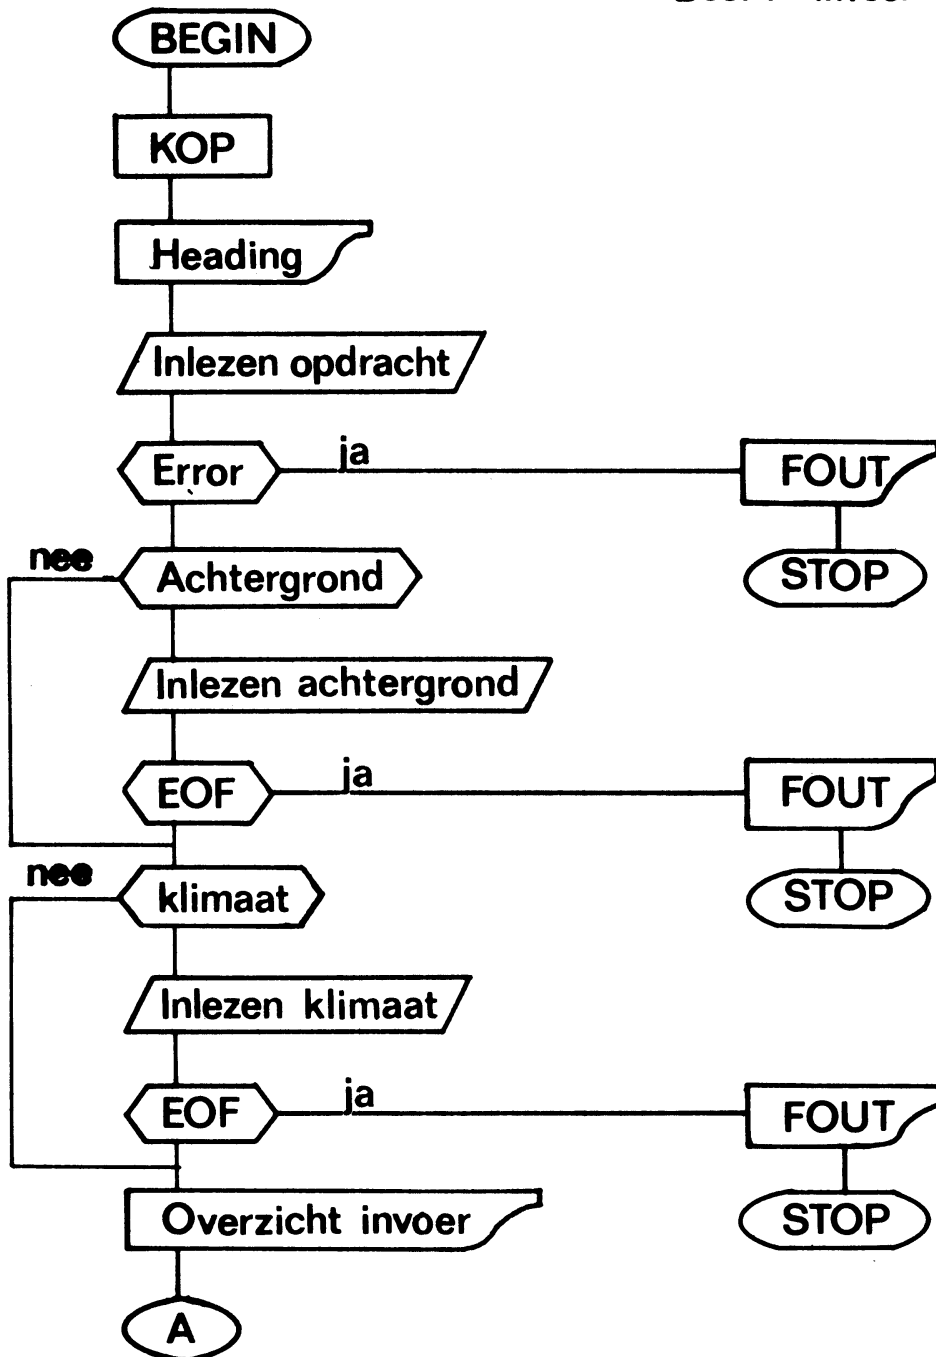 BEGIN
KOP
Heading
Inlezen opdracht
Error
ja
FOUT
nee
Achtergrond
STOP
Inlezen achtergrond
EOF
ja
FOUT
nee
klimaat
STOP
Inlezen klimaat
EOF
ja
FOUT
Overzicht invoer
STOP
A